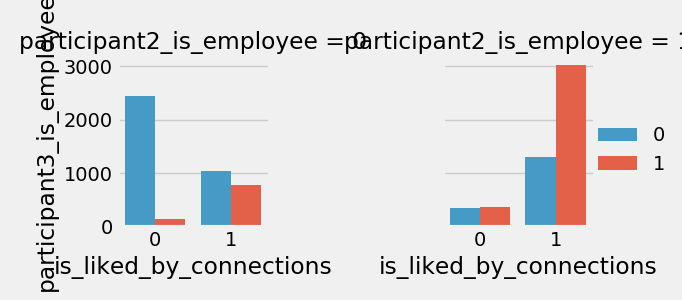 participant2_is_employee = 0
participant2_is_employee = 1
participant3_is_employee
3000
2000
1000
0
0 1
0 1
is_liked_by_connections
is_liked_by_connections
0
1